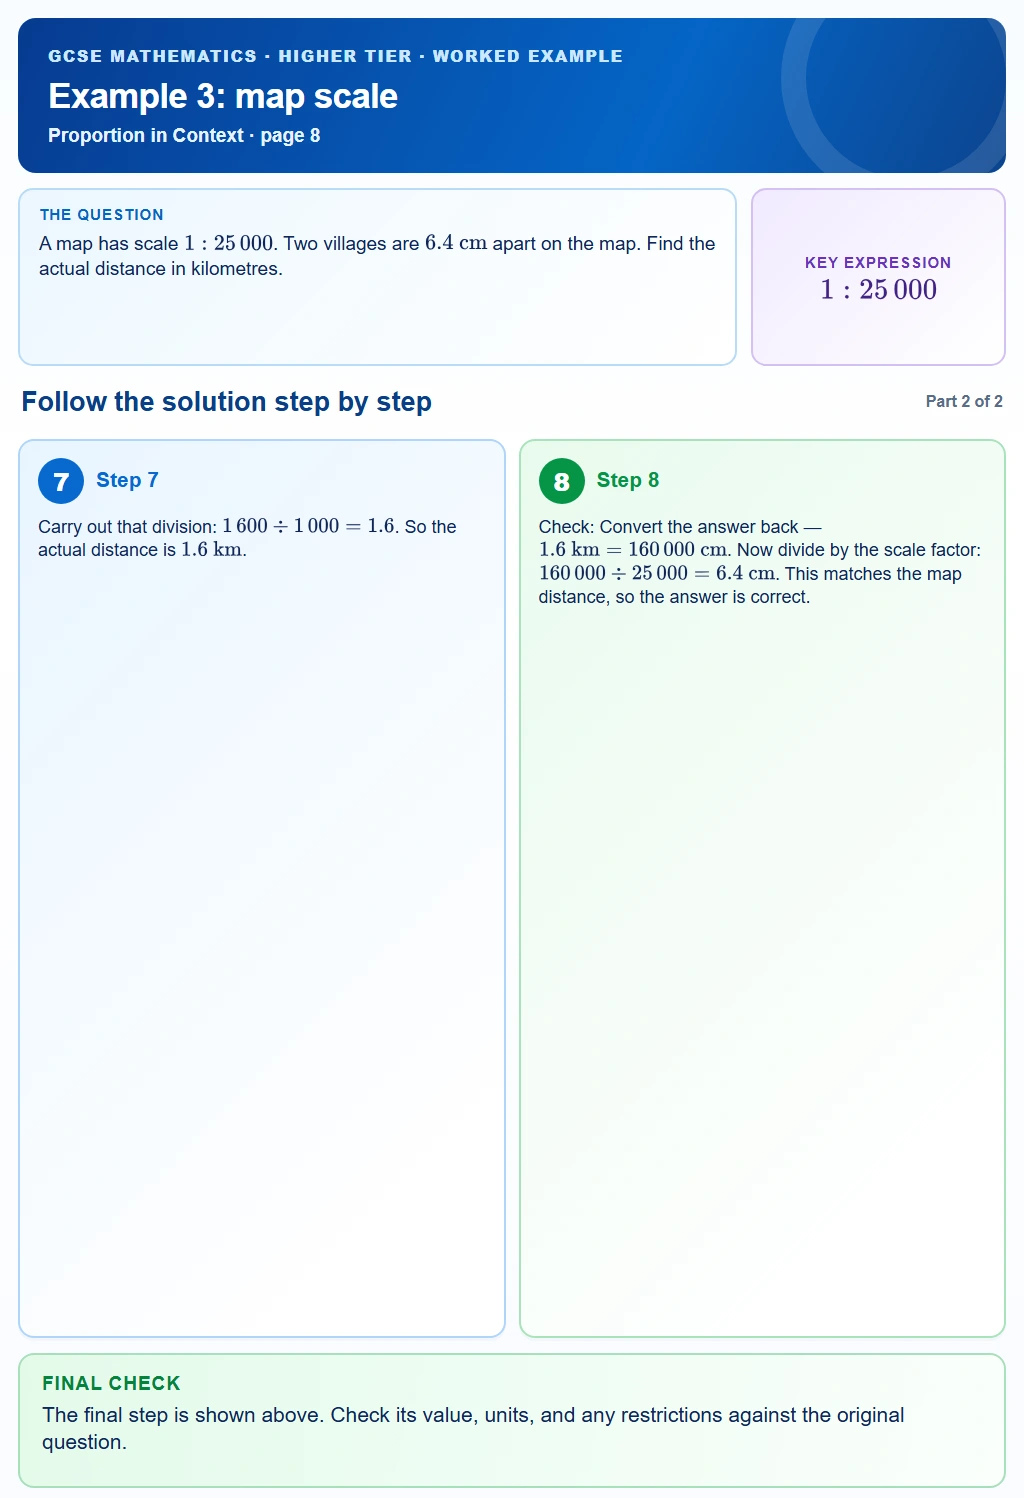 GCSE MATHEMATICS · HIGHER TIER · WORKED EXAMPLE
Example 3: map scale
Proportion in Context · page 8
THE QUESTION
A map has scale 1 : 25 000. Two villages are 6.4 cm apart on the map. Find the
actual distance in kilometres.
KEY EXPRESSION
1 : 25 000
Follow the solution step by step
Part 2 of 2
7 Step 7
Carry out that division: 1 600 ÷ 1 000 = 1.6. So the
actual distance is 1.6 km.
8 Step 8
Check: Convert the answer back —
1.6 km = 160 000 cm. Now divide by the scale factor:
160 000 ÷ 25 000 = 6.4 cm. This matches the map
distance, so the answer is correct.
FINAL CHECK
The final step is shown above. Check its value, units, and any restrictions against the original
question.